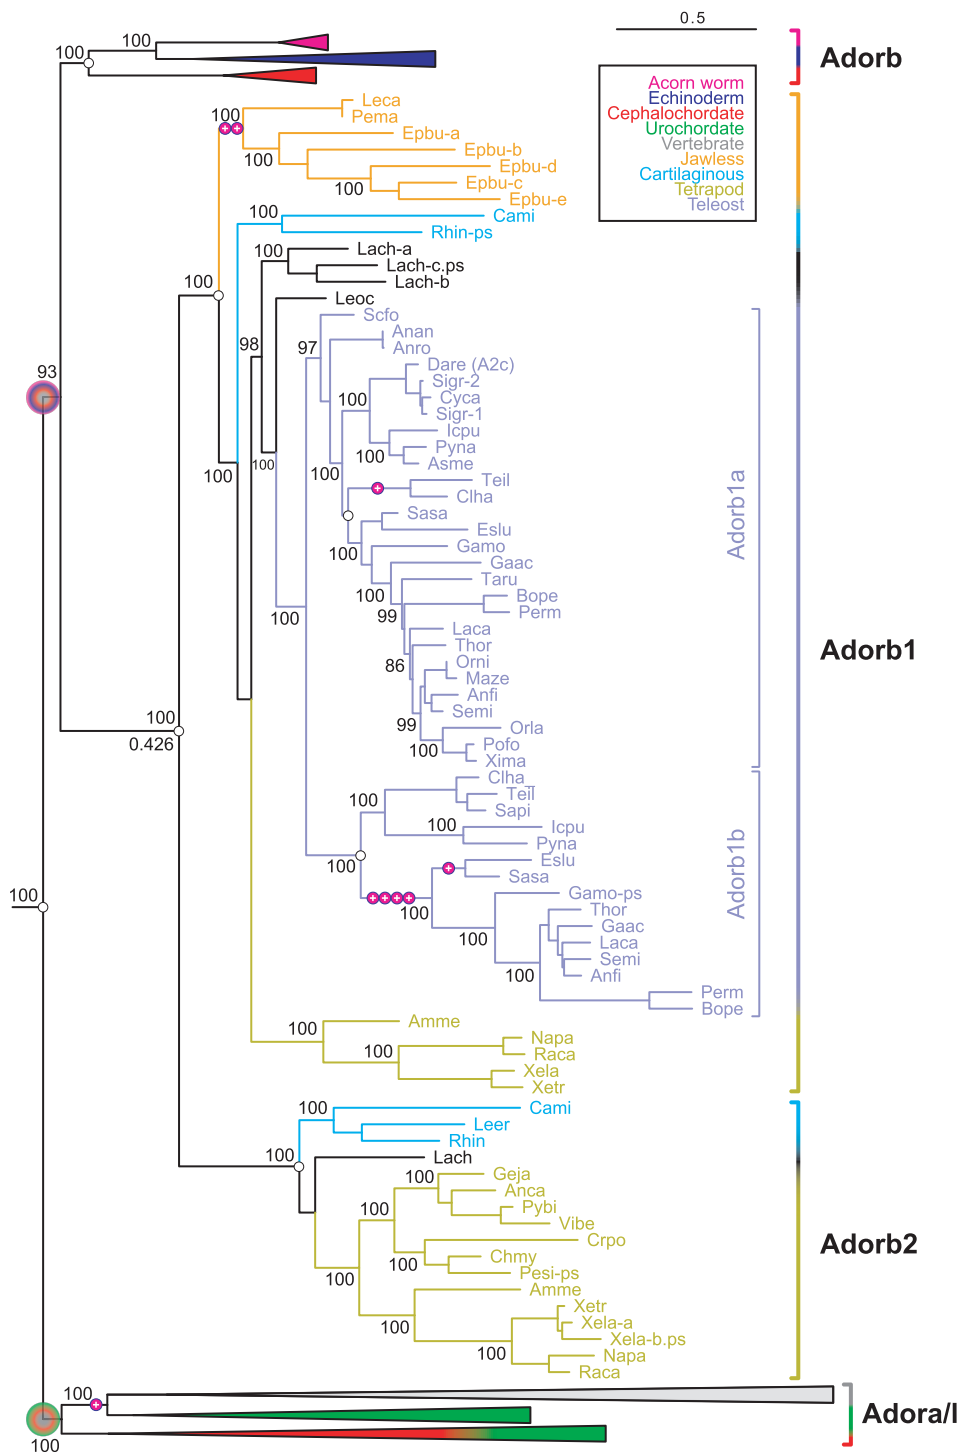 0.5
Acorn worm
Echinoderm
Cephalochordate
Urochordate
Vertebrate
Jawless
Cartilaginous
Tetrapod
Teleost
100
100
Adorb
100
Leca
Pema
Epbu-a
100
Epbu-b
Epbu-d
100
Epbu-c
Epbu-e
100
Cami
Rhin-ps
100
Lach-a
Lach-c.ps
Lach-b
100
Leoc
Scfo
Anan
98
97
Anro
Dare (A2c)
93
Sigr-2
100
Cyca
Sigr-1
Icpu
100
Pyna
100
100
100
Asme
Teil
Clha
Sasa
Eslu
Adorb1a
100
Gamo
Gaac
Taru
100
Bope
99
Perm
100
Laca
Thor
Adorb1
86
Orni
Maze
Anfi
Semi
100
99
Orla
0.426
100
Pofo
Xima
Clha
100
Teil
Sapi
100
Icpu
Pyna
100
Eslu
Sasa
Adorb1b
100
100
Gamo-ps
Thor
100
Gaac
Laca
100
Semi
Anfi
Perm
Bope
100
Amme
Napa
100
Raca
Xela
Xetr
100
Cami
Leer
Rhin
100
Lach
100
Geja
Anca
Pybi
100
Vibe
Crpo
Adorb2
100
Chmy
100
Pesi-ps
Amme
Xetr
100
Xela-a
Xela-b.ps
100
Napa
Raca
100
Adora/l
100